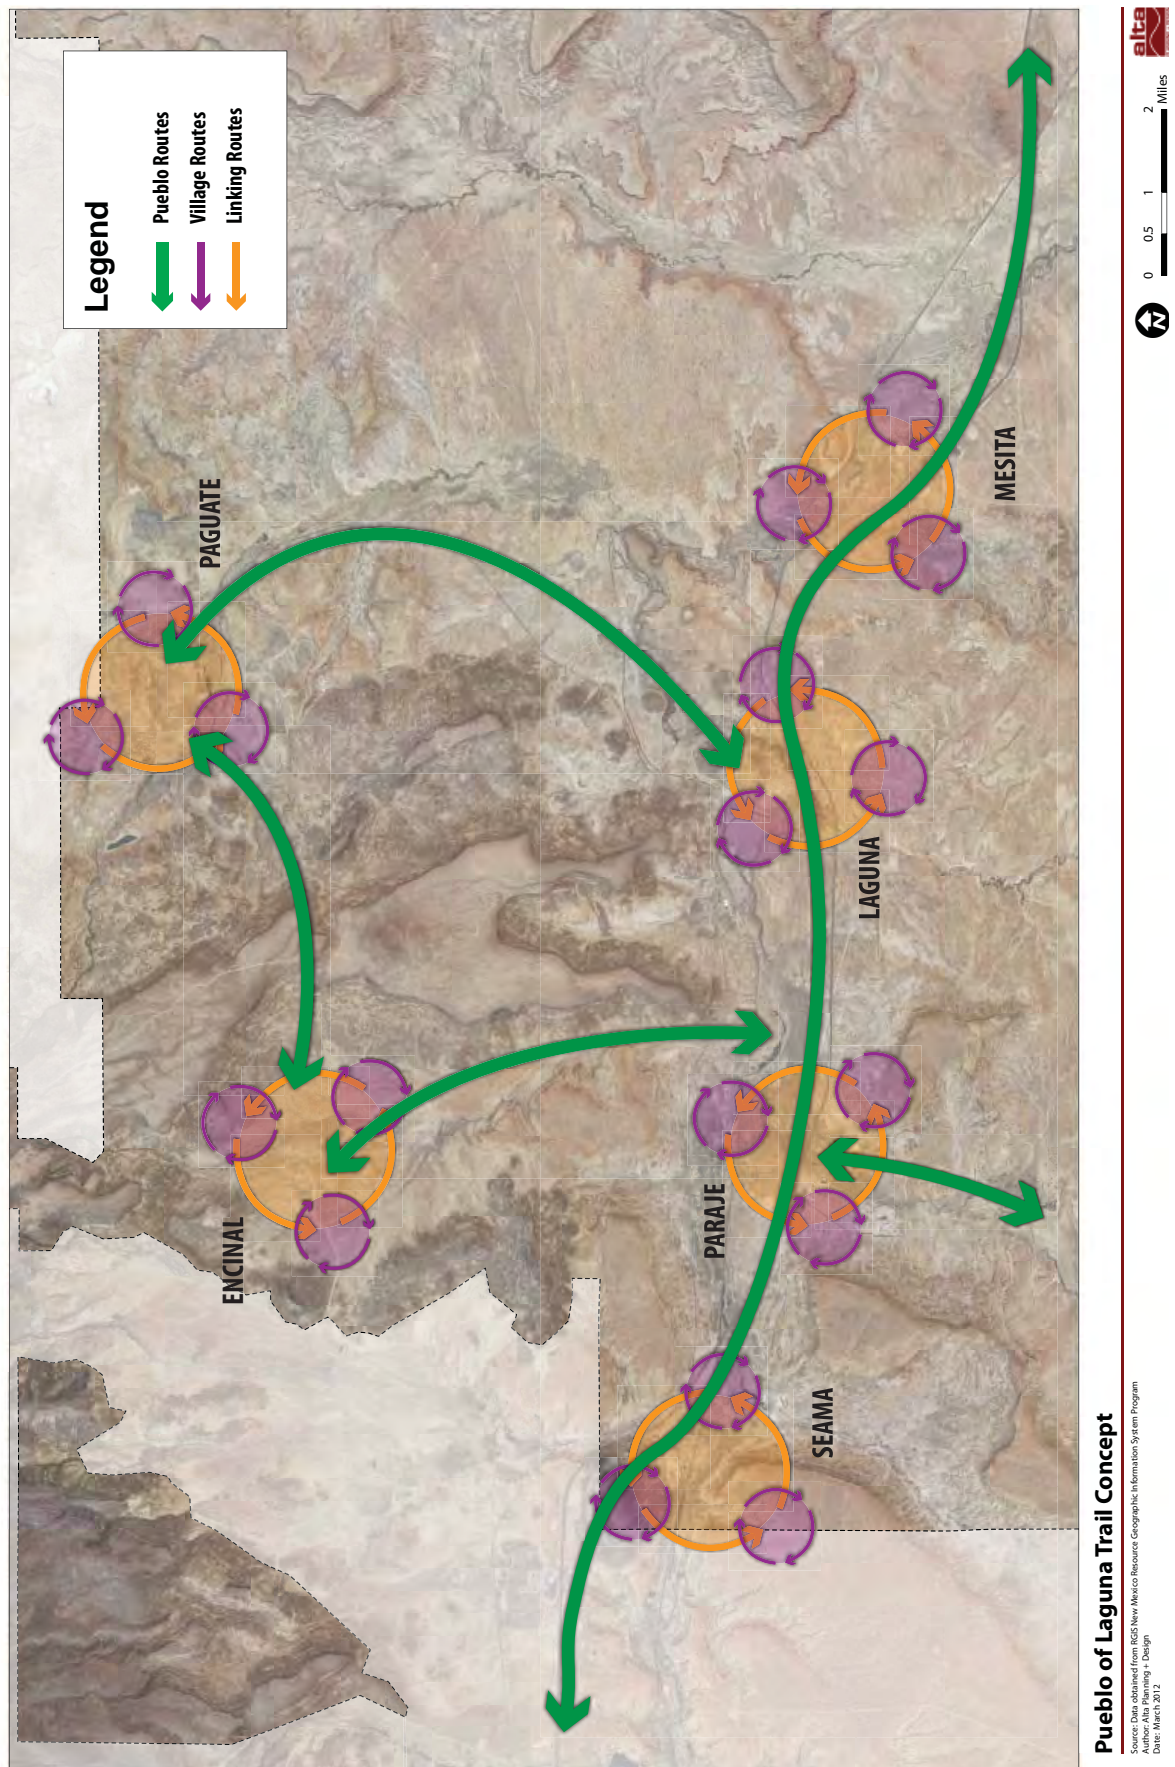 Legend
Pueblo Routes
Village Routes
Linking Routes
PAGUATE
ENCINAL
MESITA
LAGUNA
PARAJE
SEAMA
Pueblo of Laguna Trail Concept
Source: Data obtained from RGIS New Mexico Resource Geographic Information System Program
Author: Alta Planning + Design
Date: March 2012
N
0 0.5 1 2
Miles
alta